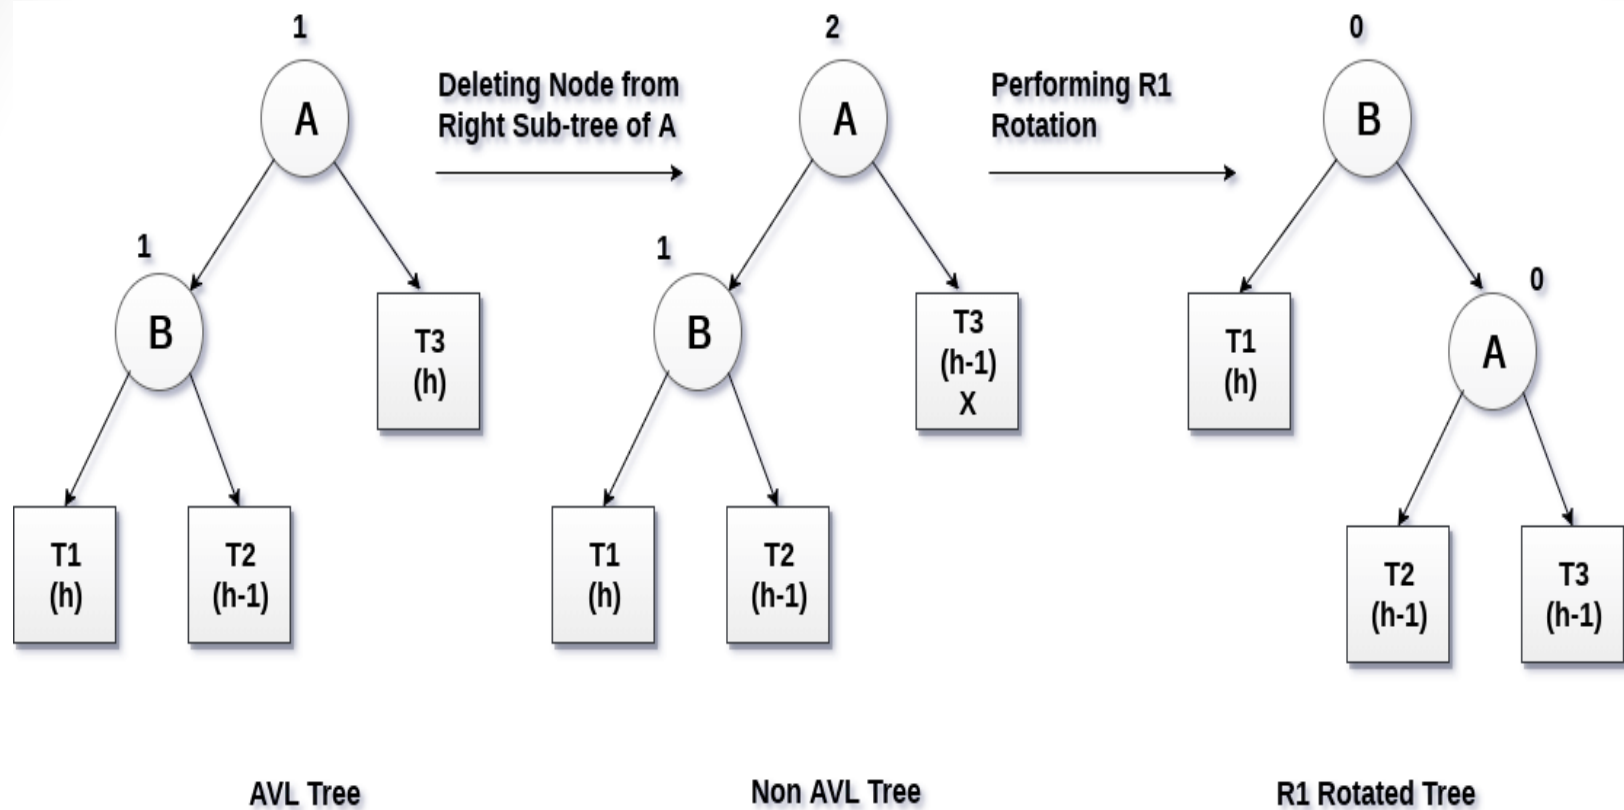 1
A
1
B
T3
(h)
T1
(h)
T2
(h-1)
AVL Tree
Deleting Node from
Right Sub-tree of A
2
A
1
B
T3
(h-1)
X
T1
(h)
T2
(h-1)
Non AVL Tree
Performing R1
Rotation
0
B
T1
(h)
0
A
T2
(h-1)
T3
(h-1)
R1 Rotated Tree